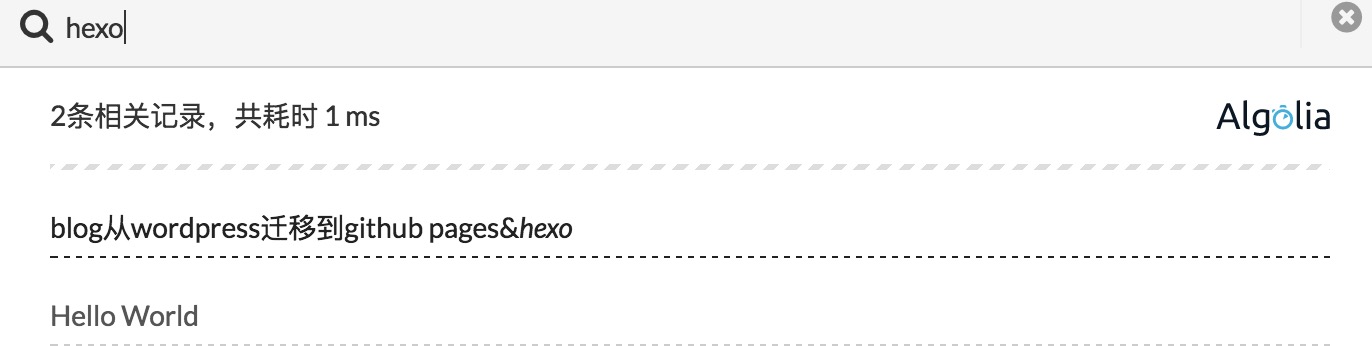 hexo
2条相关记录，共耗时 1 ms
Algolia
blog从wordpress迁移到github pages&hexo
Hello World